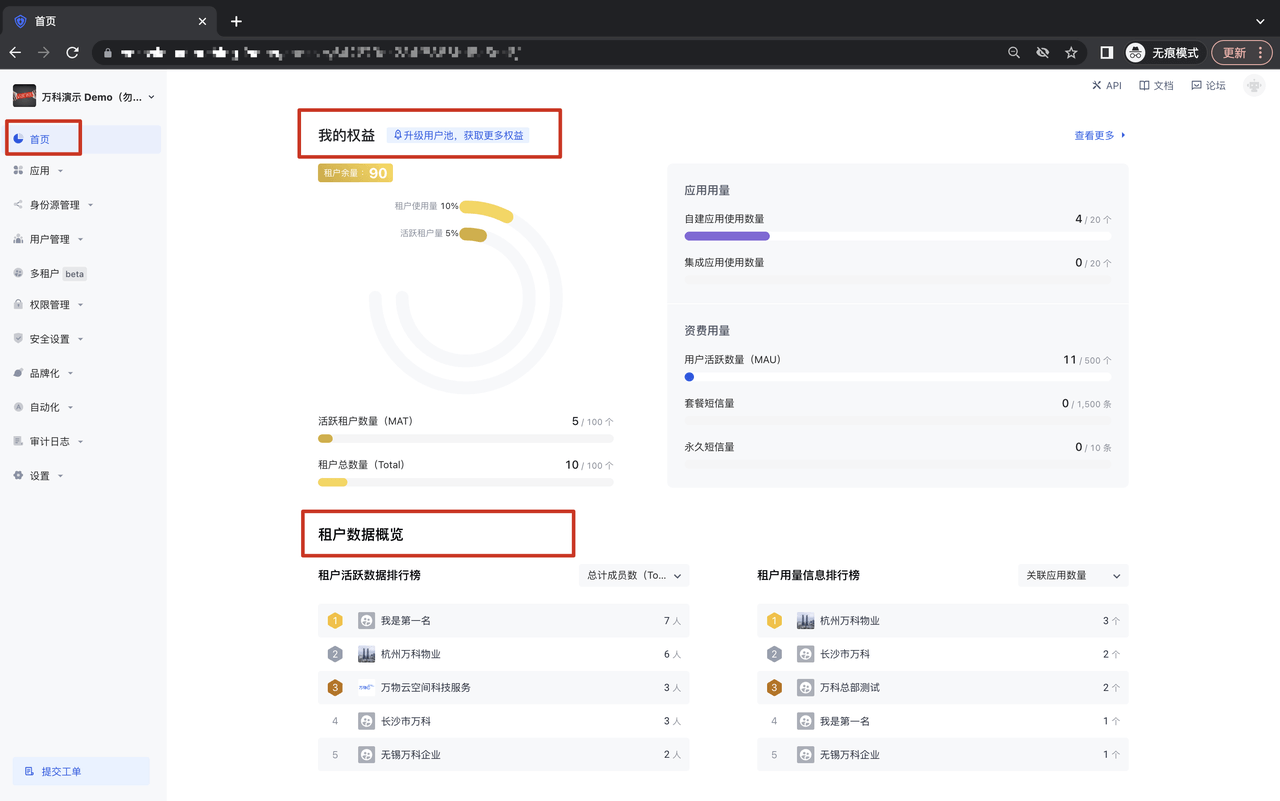 首页
无痕模式
更新
万科演示 Demo（勿...
API
文档
论坛
首页
应用
身份源管理
用户管理
多租户 beta
权限管理
安全设置
品牌化
自动化
审计日志
设置
提交工单
我的权益
升级用户池，获取更多权益
查看更多
租户余量：90
租户使用量 10%
活跃租户量 5%
活跃租户数量（MAT） 5 / 100 个
租户总数量（Total） 10 / 100 个
应用用量
自建应用使用数量 4 / 20 个
集成应用使用数量 0 / 20 个
资费用量
用户活跃数量（MAU） 11 / 500 个
套餐短信量 0 / 1,500 条
永久短信量 0 / 10 条
租户数据概览
租户活跃数据排行榜 总计成员数（To...
1 我是第一名 7 人
2 杭州万科物业 6 人
3 万物云空间科技服务 3 人
4 长沙市万科 3 人
5 无锡万科企业 2 人
租户用量信息排行榜 关联应用数量
1 杭州万科物业 3 个
2 长沙市万科 2 个
3 万科总部测试 2 个
4 我是第一名 1 个
5 无锡万科企业 1 个